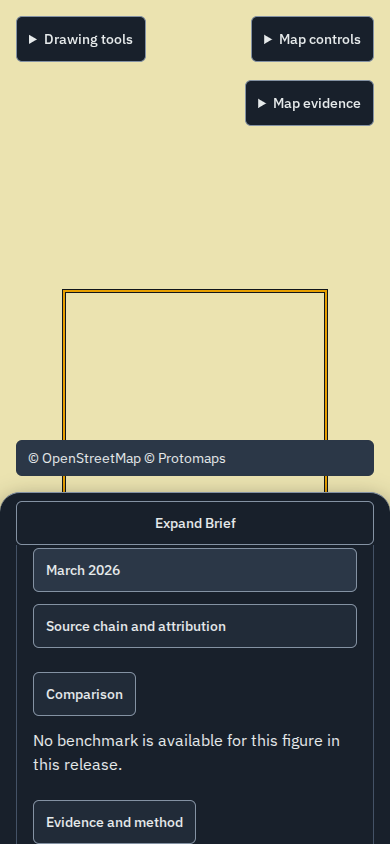 Drawing tools
Map controls
Map evidence
© OpenStreetMap © Protomaps
Expand Brief
March 2026
Source chain and attribution
Comparison
No benchmark is available for this figure in
this release.
Evidence and method